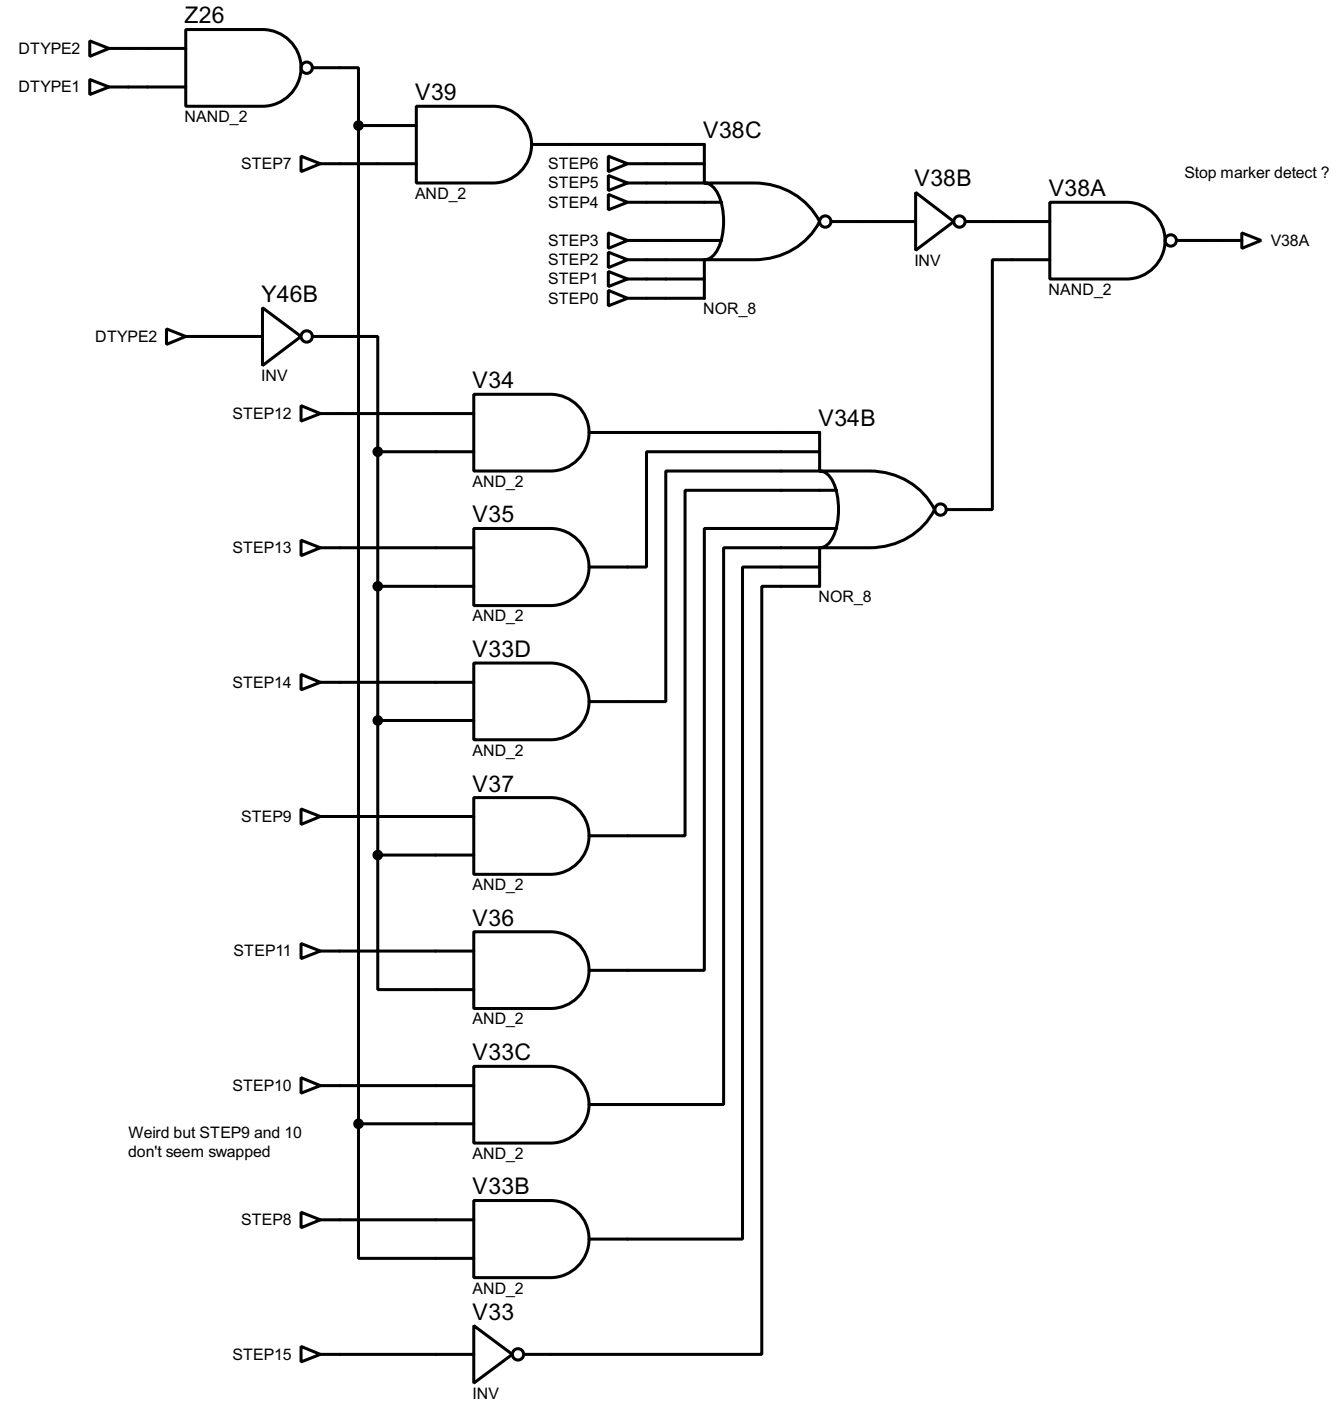 Z26
DTYPE2
DTYPE1
NAND_2
V39
STEP7
AND_2
V38C
STEP6
STEP5
STEP4
STEP3
STEP2
STEP1
STEP0
NOR_8
V38B
INV
V38A
NAND_2
Stop marker detect ?
V38A
Y46B
DTYPE2
INV
V34
STEP12
AND_2
V34B
NOR_8
V35
STEP13
AND_2
V33D
STEP14
AND_2
V37
STEP9
AND_2
V36
STEP11
AND_2
V33C
STEP10
AND_2
Weird but STEP9 and 10
don't seem swapped
V33B
STEP8
AND_2
V33
STEP15
INV